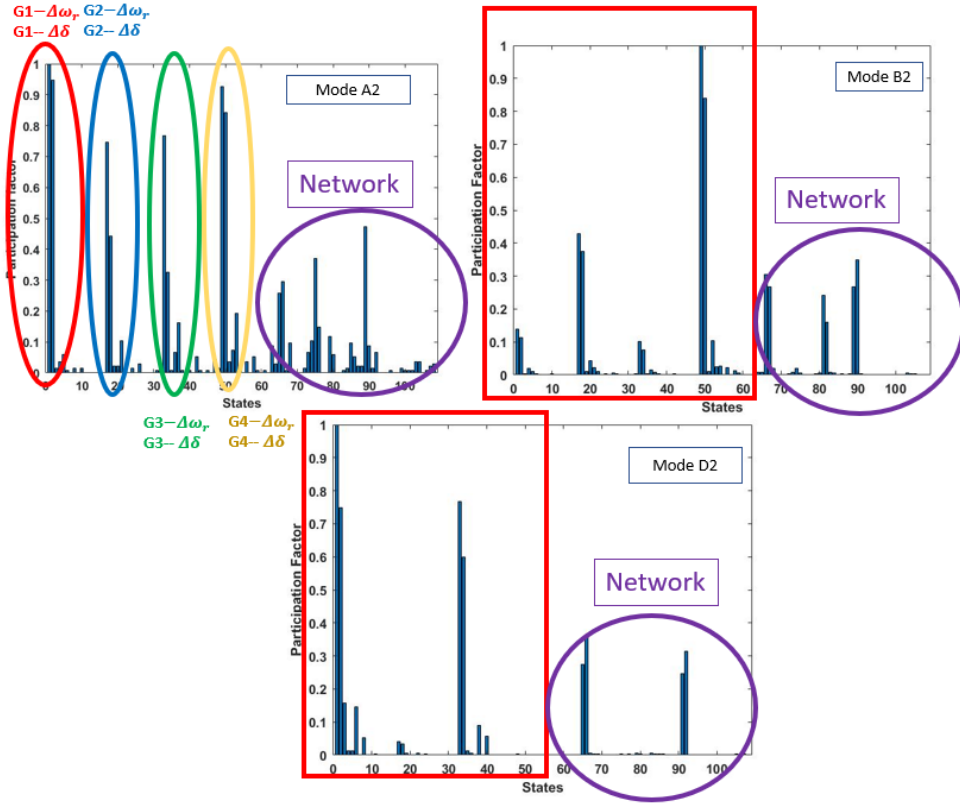 G1−Δω_r G2−Δω_r
G1-- Δδ G2-- Δδ
Mode A2
Network
Participation Factor
1
0.9
0.8
0.7
0.6
0.5
0.4
0.3
0.2
0.1
0
0 10 20 30 40 50 60 70 80 90 100
States
G3−Δω_r G4−Δω_r
G3-- Δδ G4-- Δδ
Mode B2
Network
Participation Factor
1
0.9
0.8
0.7
0.6
0.5
0.4
0.3
0.2
0.1
0
0 10 20 30 40 50 60 70 80 90 100
States
Mode D2
Network
Participation Factor
1
0.9
0.8
0.7
0.6
0.5
0.4
0.3
0.2
0.1
0
0 10 20 30 40 50 60 70 80 90 100
States